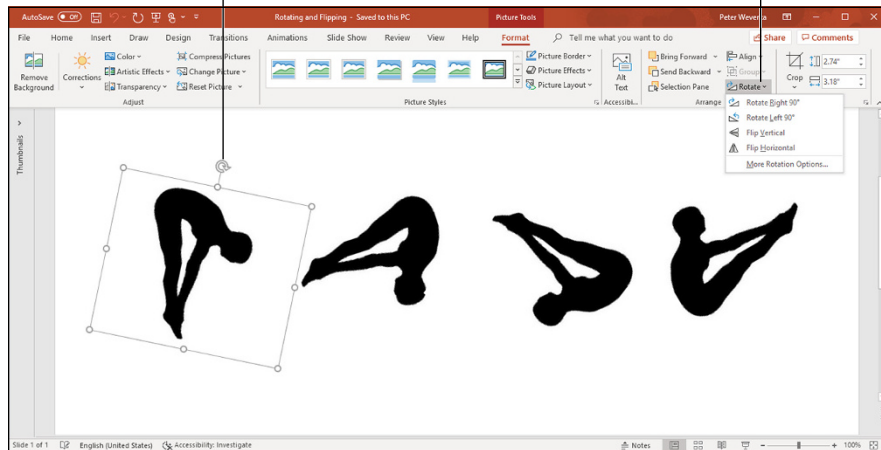 AutoSave Off Rotating and Flipping - Saved to this PC Picture Tools Peter Weverka
File Home Insert Draw Design Transitions Animations Slide Show Review View Help Format Tell me what you want to do Share Comments
Remove Background
Corrections
Color
Artistic Effects
Transparency
Compress Pictures
Change Picture
Reset Picture
Adjust
Picture Styles
Picture Border
Picture Effects
Picture Layout
Alt Text
Accessibi...
Bring Forward
Send Backward
Selection Pane
Align
Group
Rotate
Arrange
Crop
2.74"
3.18"
Rotate Right 90°
Rotate Left 90°
Flip Vertical
Flip Horizontal
More Rotation Options...
Thumbnails
Slide 1 of 1 English (United States) Accessibility: Investigate Notes 100%